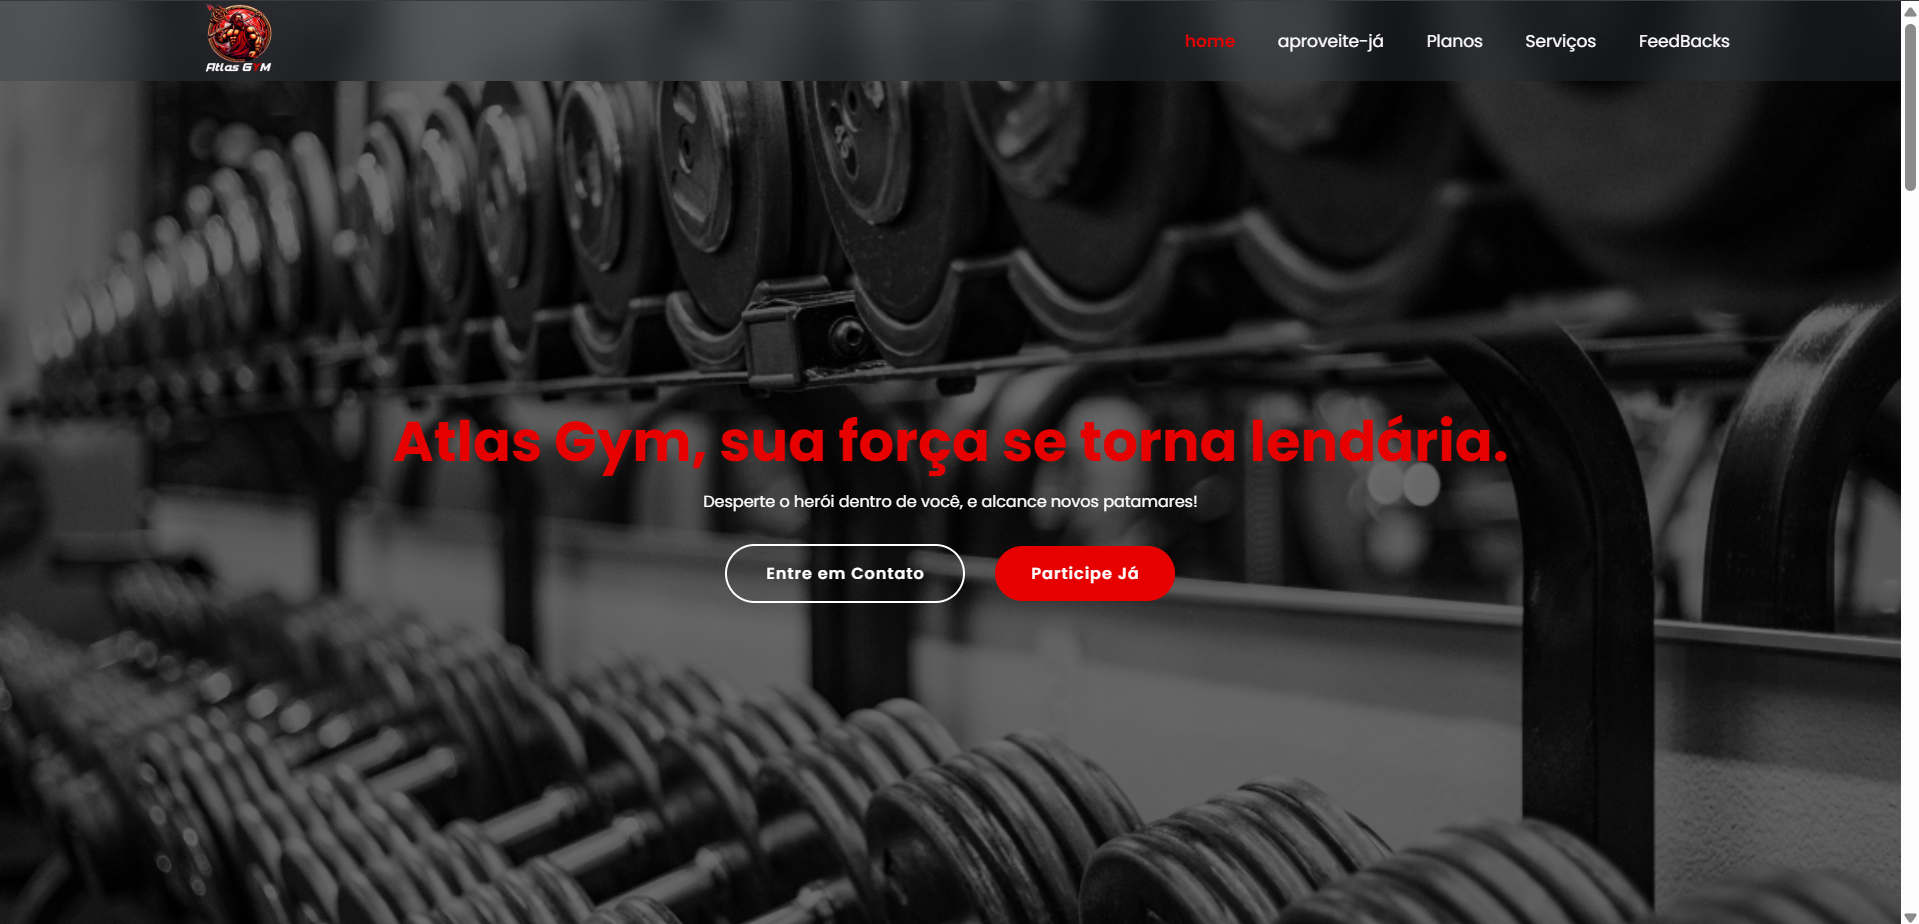 Atlas GYM
home
aproveite-já
Planos
Serviços
FeedBacks
Atlas Gym, sua força se torna lendária.
Desperte o herói dentro de você, e alcance novos patamares!
Entre em Contato
Participe Já